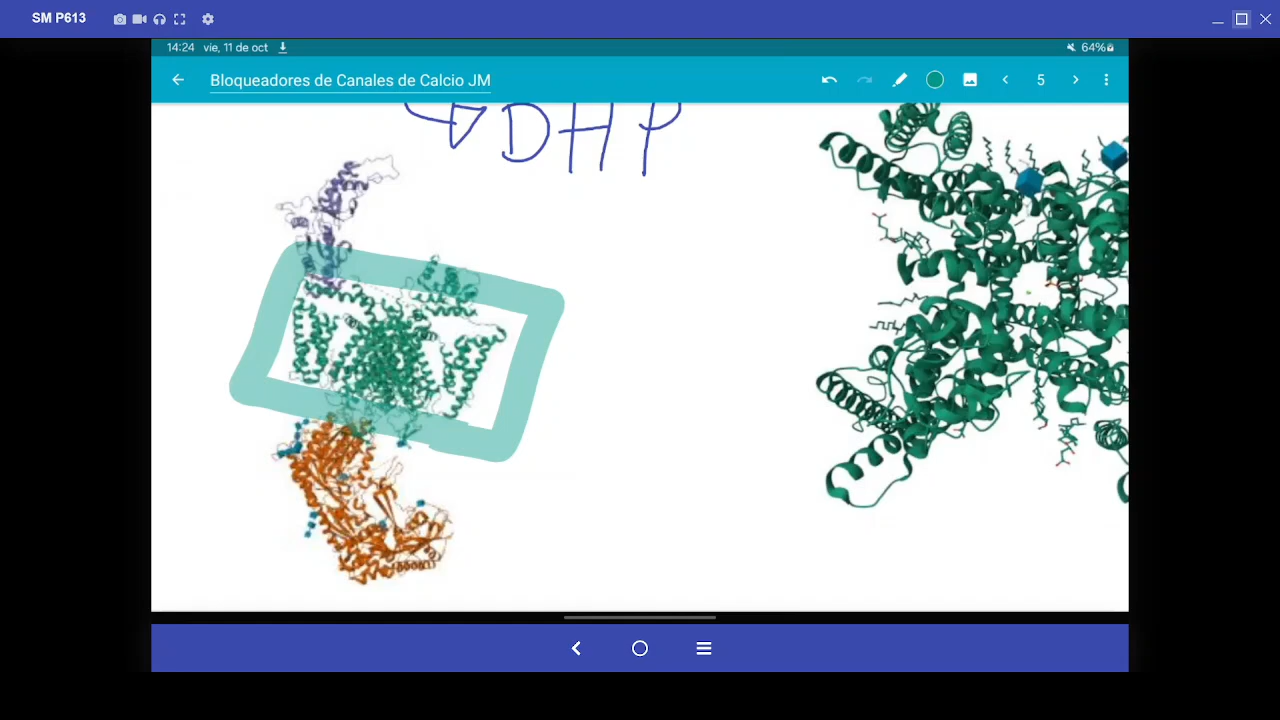 SM P613
14:24 vie, 11 de oct 64%
Bloqueadores de Canales de Calcio JM
5
DHP